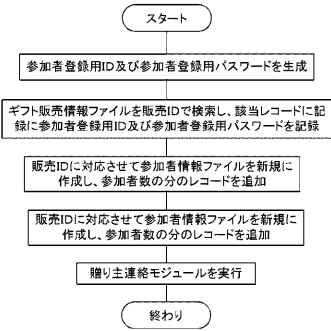 スタート
参加者登録用ID及び参加者登録用パスワードを生成
ギフト販売情報ファイルを販売IDで検索し、該当レコードに記
録に参加者登録用ID及び参加者登録用パスワードを記録
販売IDに対応させて参加者情報ファイルを新規に
作成し、参加者数の分のレコードを追加
販売IDに対応させて参加者情報ファイルを新規に
作成し、参加者数の分のレコードを追加
贈り主連絡モジュールを実行
終わり